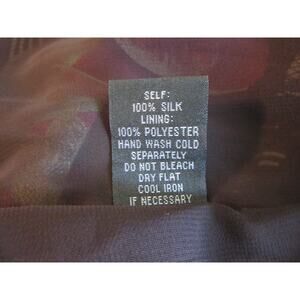 SELF:
100% SILK
LINING:
100% POLYESTER
HAND WASH COLD
SEPARATELY
DO NOT BLEACH
DRY FLAT
COOL IRON
IF NECESSARY